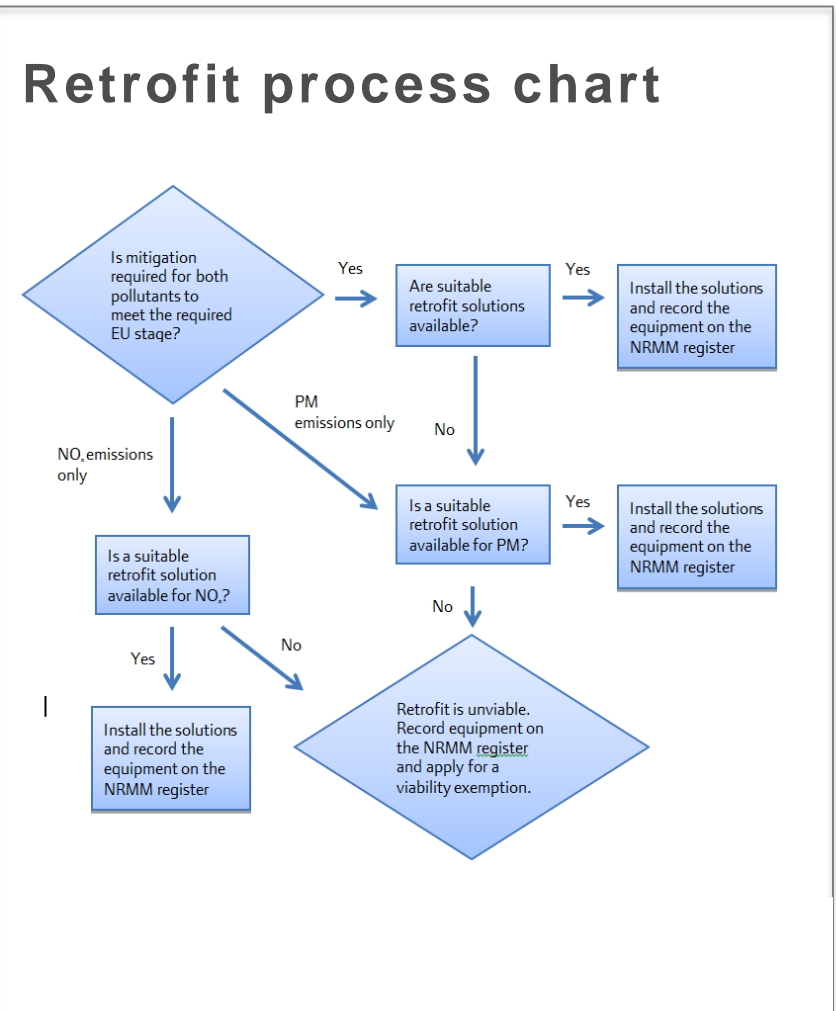 Retrofit process chart
Is mitigation
required for both
pollutants to
meet the required
EU stage?
Yes
Are suitable
retrofit solutions
available?
Yes
Install the solutions
and record the
equipment on the
NRMM register
PM
emissions only
No
NOx emissions
only
Is a suitable
retrofit solution
available for PM?
Yes
Install the solutions
and record the
equipment on the
NRMM register
Is a suitable
retrofit solution
available for NOx?
No
Yes
No
Retrofit is unviable.
Record equipment on
the NRMM register
and apply for a
viability exemption.
Install the solutions
and record the
equipment on the
NRMM register